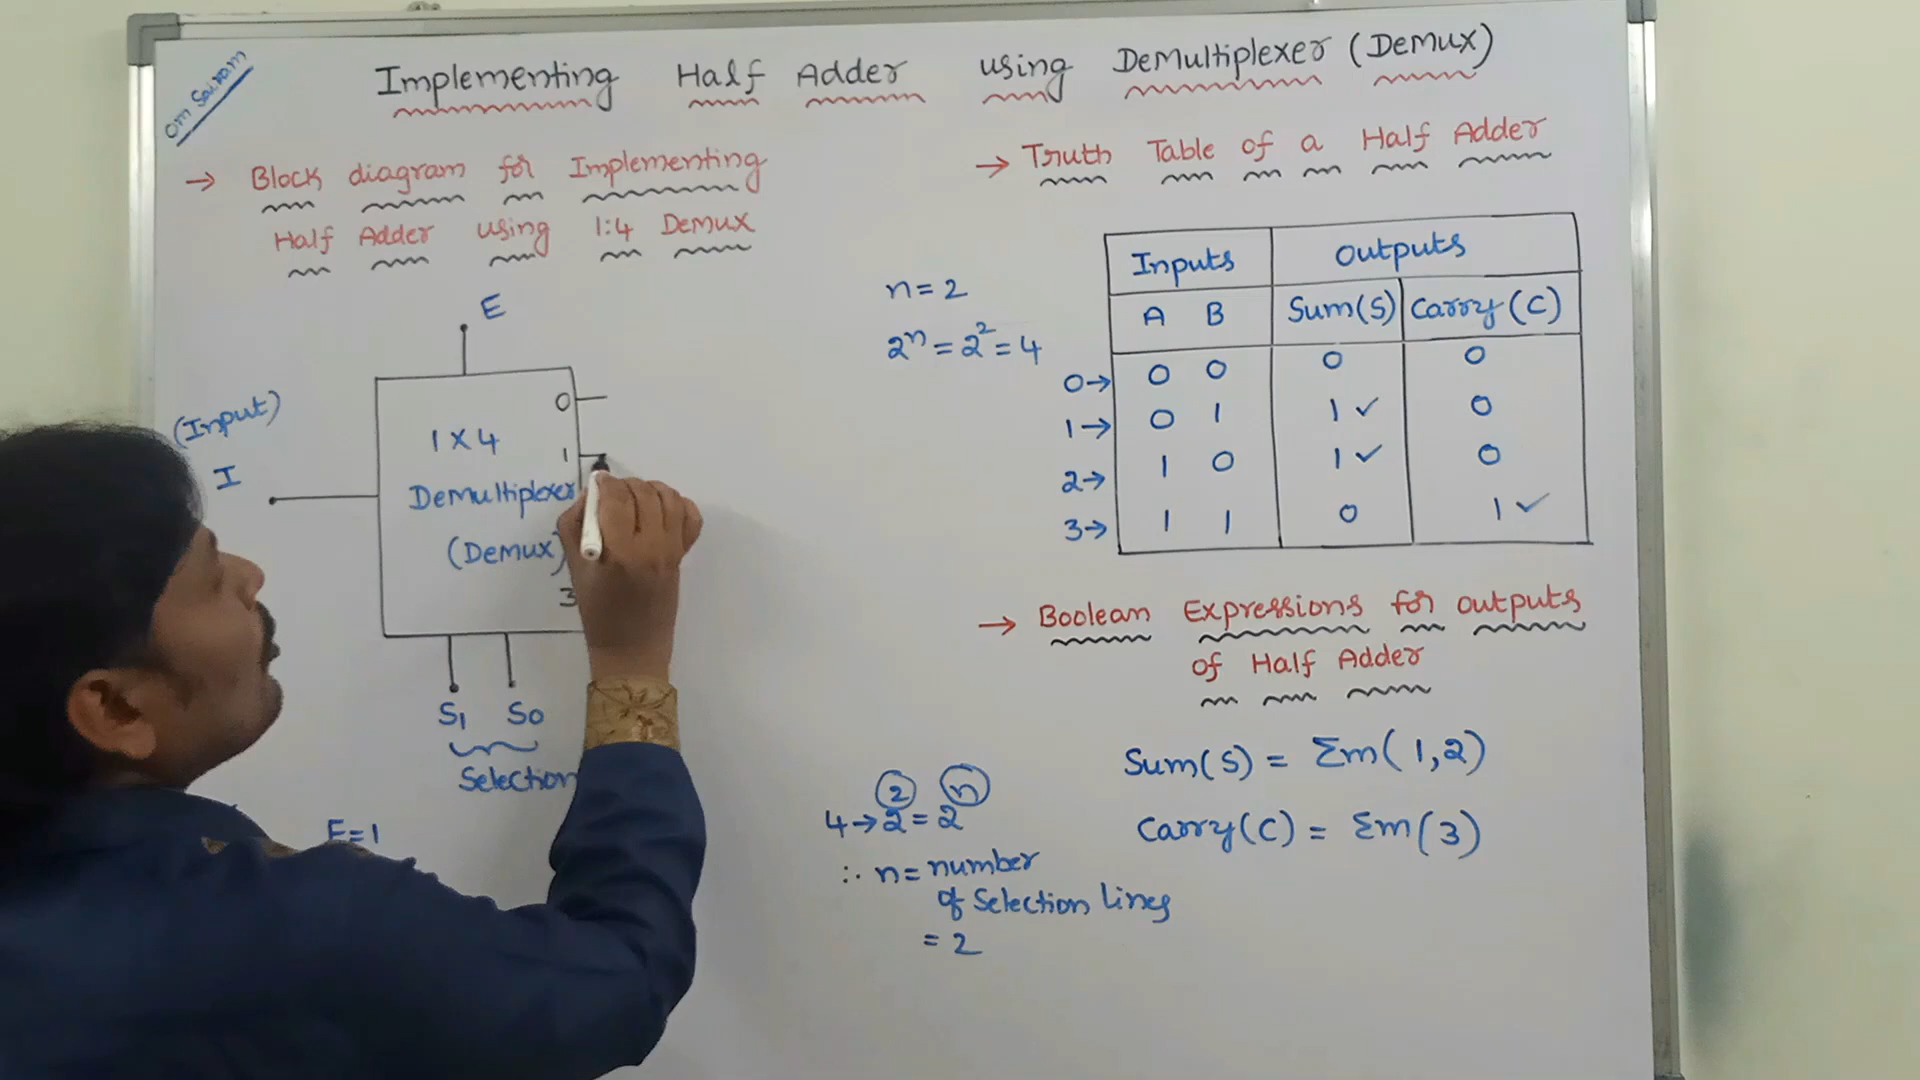 Om Sairam
Implementing Half Adder using Demultiplexer (Demux)
→ Block diagram for Implementing
Half Adder using 1:4 Demux
E
(Input)
I
0
1 X 4
1
Demultiplexer
(Demux)
3
S1 S0
Selection
E=1
n = 2
2^n = 2^2 = 4
→ Truth Table of a Half Adder
Inputs Outputs
A B Sum(S) Carry(C)
0→ 0 0 0 0
1→ 0 1 1 ✓ 0
2→ 1 0 1 ✓ 0
3→ 1 1 0 1 ✓
→ Boolean Expressions for outputs
of Half Adder
Sum(S) = Σm(1,2)
Carry(C) = Σm(3)
4→2^2 = 2^n
∴ n = number
of Selection Lines
= 2